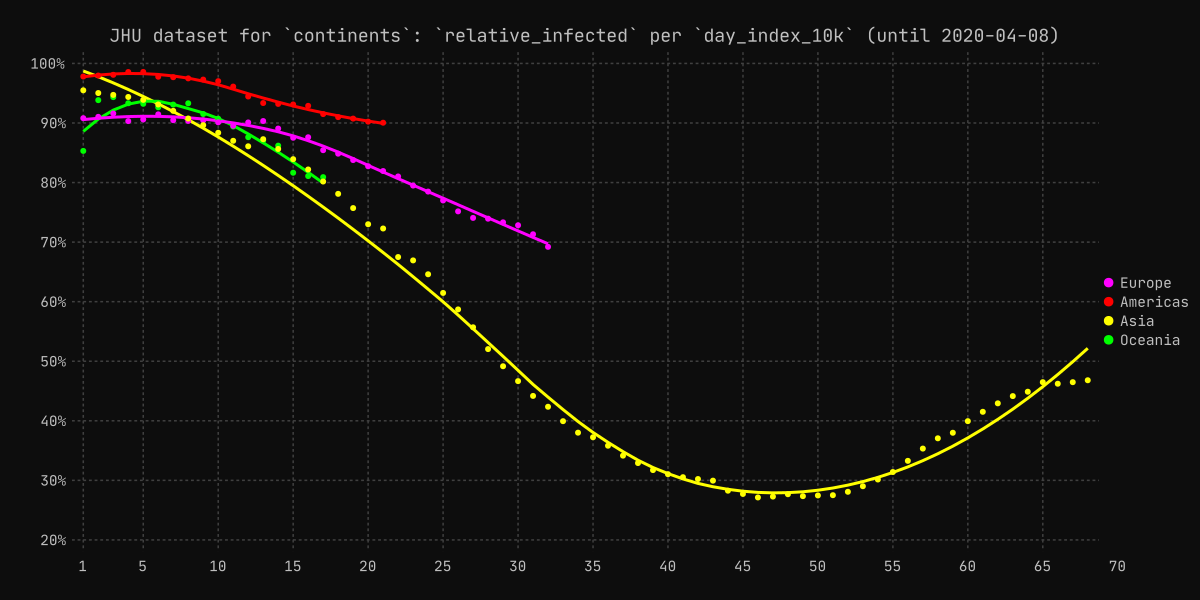 JHU dataset for `continents`: `relative_infected` per `day_index_10k` (until 2020-04-08)
100%
90%
80%
70%
60%
50%
40%
30%
20%
1 5 10 15 20 25 30 35 40 45 50 55 60 65 70
Europe
Americas
Asia
Oceania